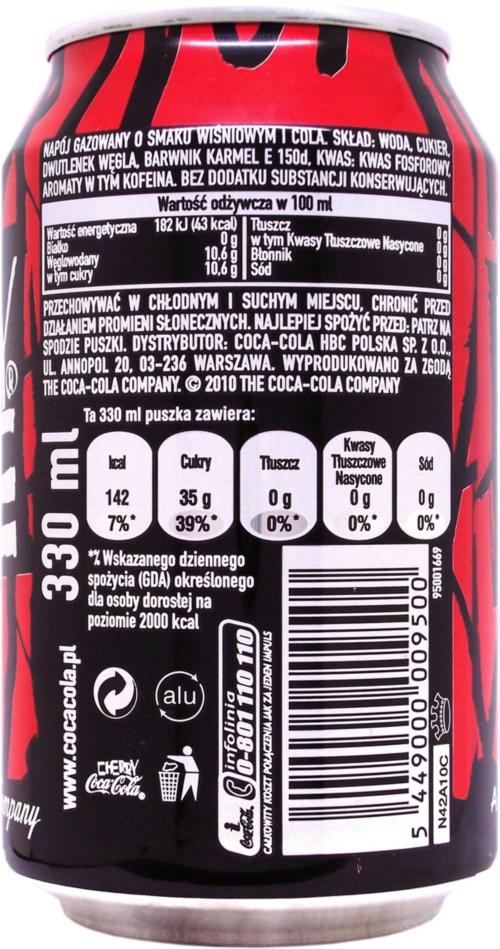 NAPÓJ GAZOWANY O SMAKU WIŚNIOWYM I COLA. SKŁAD: WODA, CUKIER,
DWUTLENEK WĘGLA, BARWNIK KARMEL E 150d, KWAS: KWAS FOSFOROWY,
AROMATY W TYM KOFEINA. BEZ DODATKU SUBSTANCJI KONSERWUJĄCYCH.
Wartość odżywcza w 100 ml
Wartość energetyczna 182 kJ (43 kcal)
Białko 0 g
Węglowodany 10,6 g
w tym cukry 10,6 g
Tłuszcz 0 g
w tym Kwasy Tłuszczowe Nasycone 0 g
Błonnik 0 g
Sód 0 g
PRZECHOWYWAĆ W CHŁODNYM I SUCHYM MIEJSCU, CHRONIĆ PRZED
DZIAŁANIEM PROMIENI SŁONECZNYCH. NAJLEPIEJ SPOŻYĆ PRZED: PATRZ NA
SPODZIE PUSZKI. DYSTRYBUTOR: COCA-COLA HBC POLSKA SP. Z O.O.,
UL. ANNOPOL 20, 03-236 WARSZAWA. WYPRODUKOWANO ZA ZGODĄ
THE COCA-COLA COMPANY. © 2010 THE COCA-COLA COMPANY
®
330 ml
Ta 330 ml puszka zawiera:
kcal
142
7%*
Cukry
35 g
39%*
Tłuszcz
0 g
0%*
Kwasy
Tłuszczowe
Nasycone
0 g
0%*
Sód
0 g
0%*
*% Wskazanego dziennego
spożycia (GDA) określonego
dla osoby dorosłej na
poziomie 2000 kcal
www.cocacola.pl
alu
CHERRY
Coca-Cola
infolinia
0-801 110 110
CAŁKOWITY KOSZT POŁĄCZENIA JAK ZA JEDEN IMPULS
Coca-Cola
5 449000 009500
95001669
N42A10C
ompany